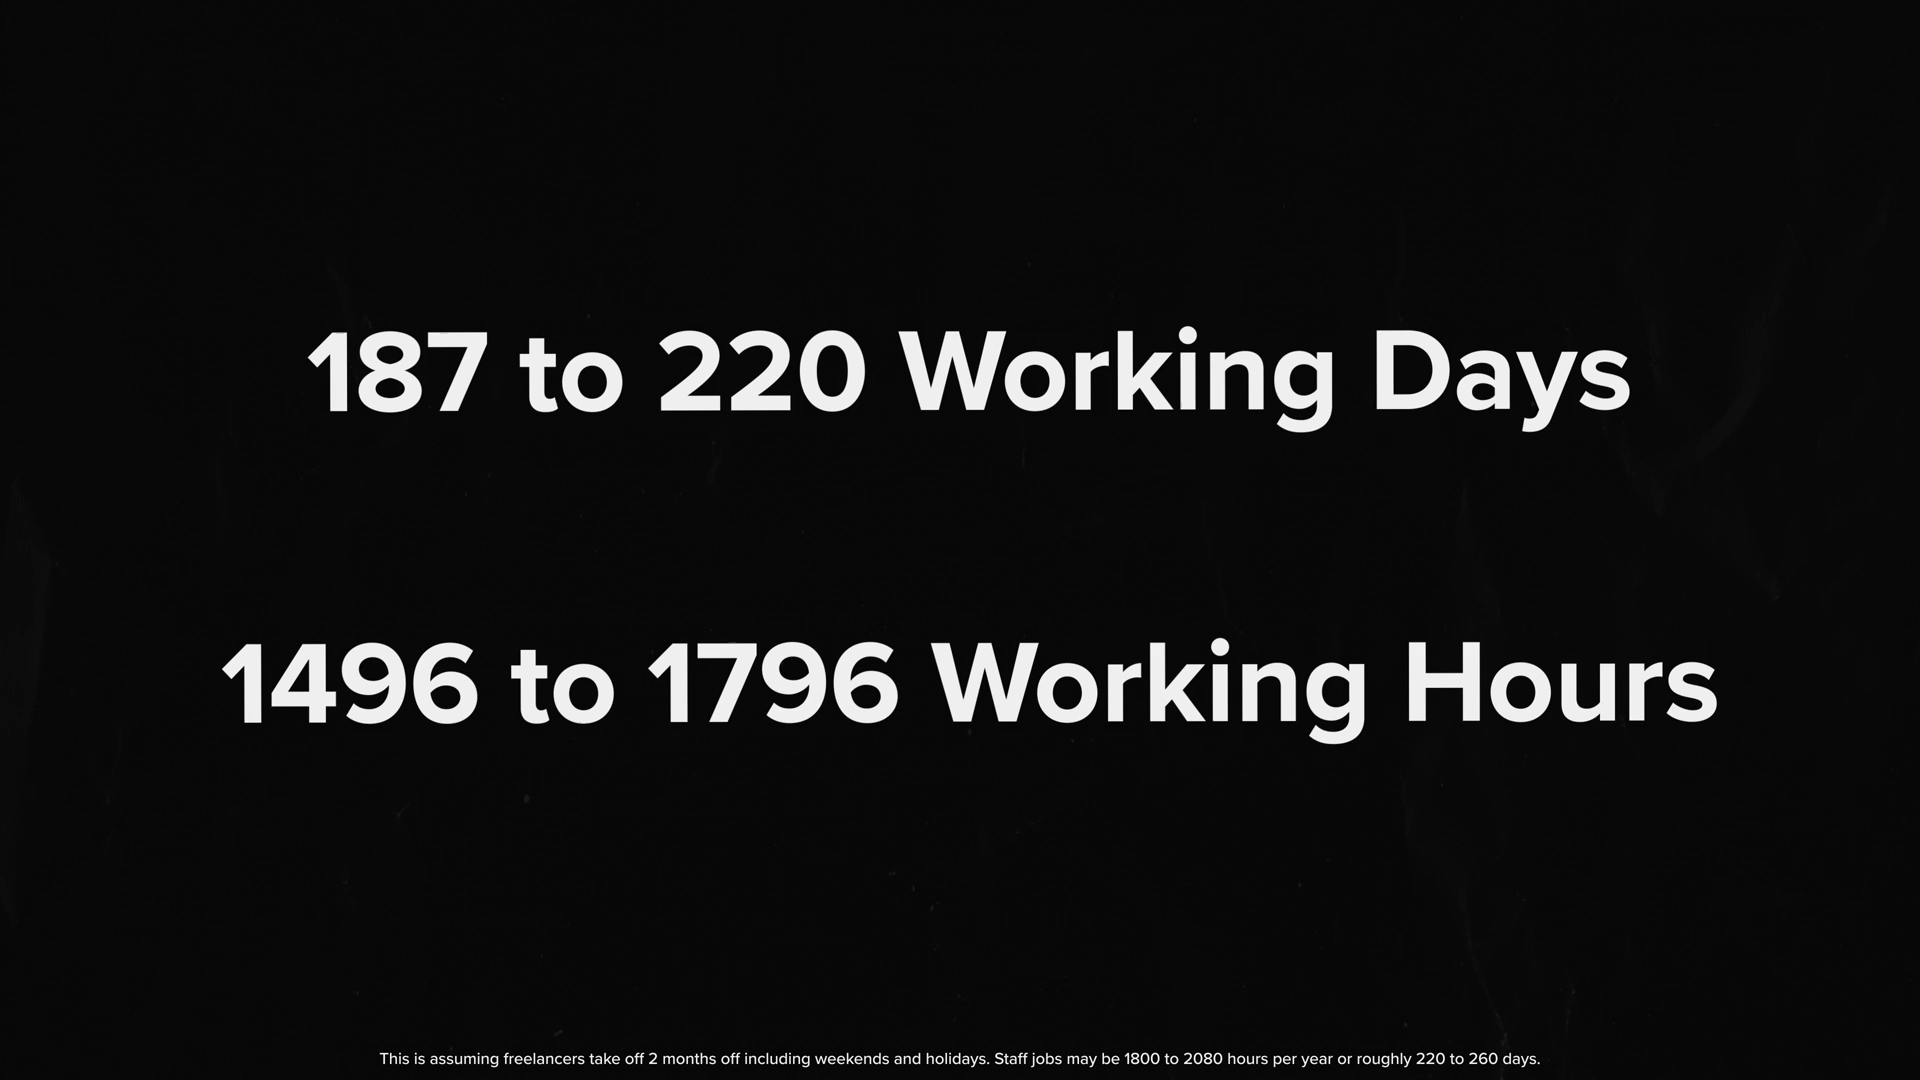 187 to 220 Working Days
1496 to 1796 Working Hours
This is assuming freelancers take off 2 months off including weekends and holidays. Staff jobs may be 1800 to 2080 hours per year or roughly 220 to 260 days.